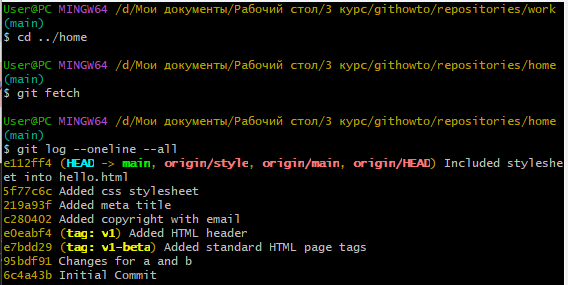 User@PC MINGW64 /d/Мои документы/Рабочий стол/3 курс/githowto/repositories/work
(main)
$ cd ../home
User@PC MINGW64 /d/Мои документы/Рабочий стол/3 курс/githowto/repositories/home
(main)
$ git fetch
User@PC MINGW64 /d/Мои документы/Рабочий стол/3 курс/githowto/repositories/home
(main)
$ git log --oneline --all
e112ff4 (HEAD -> main, origin/style, origin/main, origin/HEAD) Included styleshe
et into hello.html
5f77c6c Added css stylesheet
219a93f Added meta title
c280402 Added copyright with email
e0eabf4 (tag: v1) Added HTML header
e7bdd29 (tag: v1-beta) Added standard HTML page tags
95bdf91 Changes for a and b
6c4a43b Initial Commit